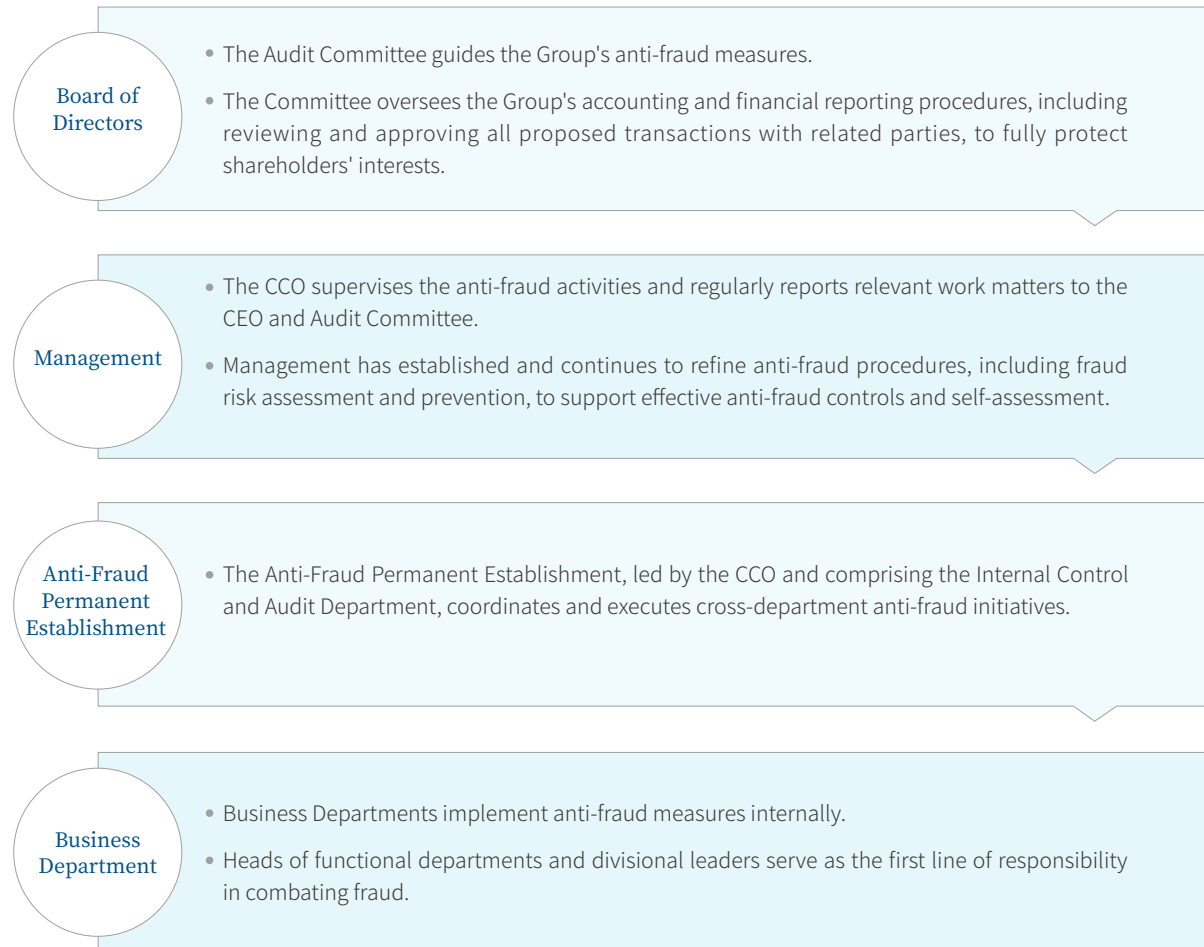 Board of
Directors
• The Audit Committee guides the Group's anti-fraud measures.
• The Committee oversees the Group's accounting and financial reporting procedures, including
reviewing and approving all proposed transactions with related parties, to fully protect
shareholders' interests.
Management
• The CCO supervises the anti-fraud activities and regularly reports relevant work matters to the
CEO and Audit Committee.
• Management has established and continues to refine anti-fraud procedures, including fraud
risk assessment and prevention, to support effective anti-fraud controls and self-assessment.
Anti-Fraud
Permanent
Establishment
• The Anti-Fraud Permanent Establishment, led by the CCO and comprising the Internal Control
and Audit Department, coordinates and executes cross-department anti-fraud initiatives.
Business
Department
• Business Departments implement anti-fraud measures internally.
• Heads of functional departments and divisional leaders serve as the first line of responsibility
in combating fraud.